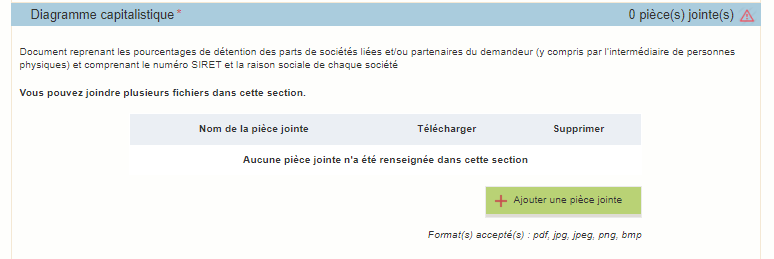 Diagramme capitalistique *
0 pièce(s) jointe(s)
Document reprenant les pourcentages de détention des parts de sociétés liées et/ou partenaires du demandeur (y compris par l'intermédiaire de personnes
physiques) et comprenant le numéro SIRET et la raison sociale de chaque société
Vous pouvez joindre plusieurs fichiers dans cette section.
Nom de la pièce jointe Télécharger Supprimer
Aucune pièce jointe n'a été renseignée dans cette section
Ajouter une pièce jointe
Format(s) accepté(s) : pdf, jpg, jpeg, png, bmp